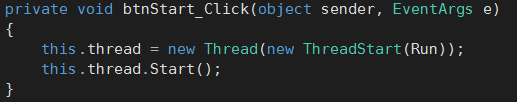 private void btnStart_Click(object sender, EventArgs e)
{
    this.thread = new Thread(new ThreadStart(Run));
    this.thread.Start();
}